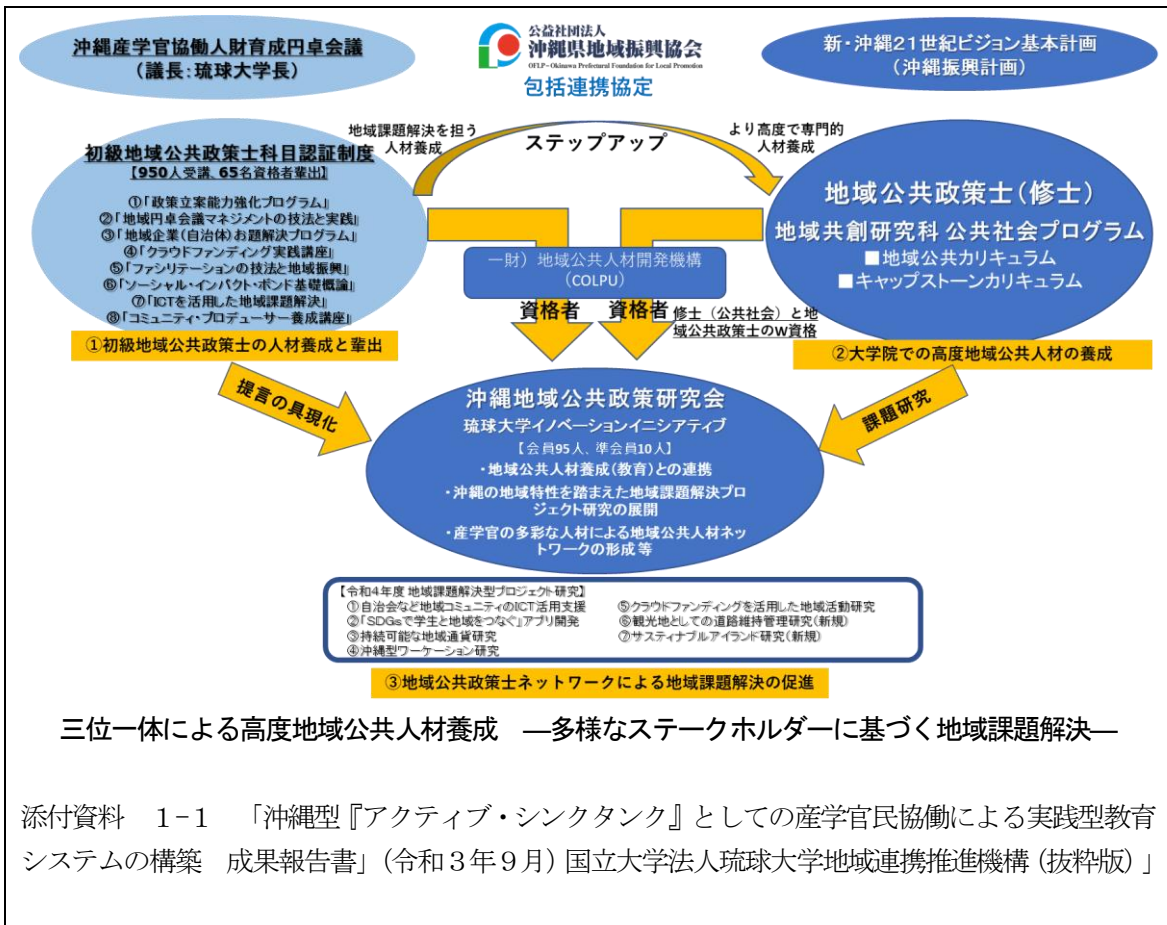 沖縄産学官協働人財育成円卓会議
(議長:琉球大学長)
公益社団法人
沖縄県地域振興協会
OFLP - Okinawa Prefectural Foundation for Local Promotion
包括連携協定
新・沖縄21世紀ビジョン基本計画
(沖縄振興計画)
地域課題解決を担う
人材養成
ステップアップ
より高度で専門的
人材養成
初級地域公共政策士科目認証制度
【950人受講、65名資格者輩出】
①「政策立案能力強化プログラム」
②「地域円卓会議マネジメントの技法と実践」
③「地域企業(自治体)お題解決プログラム」
④「クラウドファンディング実践講座」
⑤「ファシリテーションの技法と地域振興」
⑥「ソーシャル・インパクト・ボンド基礎概論」
⑦「ICTを活用した地域課題解決」
⑧「コミュニティ・プロデューサー養成講座」
①初級地域公共政策士の人材養成と輩出
一財)地域公共人材開発機構
(COLPU)
資格者
資格者
修士(公共社会)と地
域公共政策士のW資格
地域公共政策士(修士)
地域共創研究科 公共社会プログラム
■地域公共カリキュラム
■キャップストーンカリキュラム
②大学院での高度地域公共人材の養成
提言の具現化
課題研究
沖縄地域公共政策研究会
琉球大学イノベーションイニシアティブ
【会員95人、準会員10人】
・地域公共人材養成(教育)との連携
・沖縄の地域特性を踏まえた地域課題解決プロ
ジェクト研究の展開
・産学官の多彩な人材による地域公共人材ネッ
トワークの形成 等
【令和4年度 地域課題解決型プロジェクト研究】
①自治会など地域コミュニティのICT活用支援
②「SDGsで学生と地域をつなぐ」アプリ開発
③持続可能な地域通貨研究
④沖縄型ワーケーション研究
⑤クラウドファンディングを活用した地域活動研究
⑥観光地としての道路維持管理研究(新規)
⑦サスティナブルアイランド研究(新規)
③地域公共政策士ネットワークによる地域課題解決の促進
三位一体による高度地域公共人材養成 ―多様なステークホルダーに基づく地域課題解決―
添付資料 1-1 「沖縄型『アクティブ・シンクタンク』としての産学官民協働による実践型教育
システムの構築 成果報告書」(令和3年9月)国立大学法人琉球大学地域連携推進機構(抜粋版)」